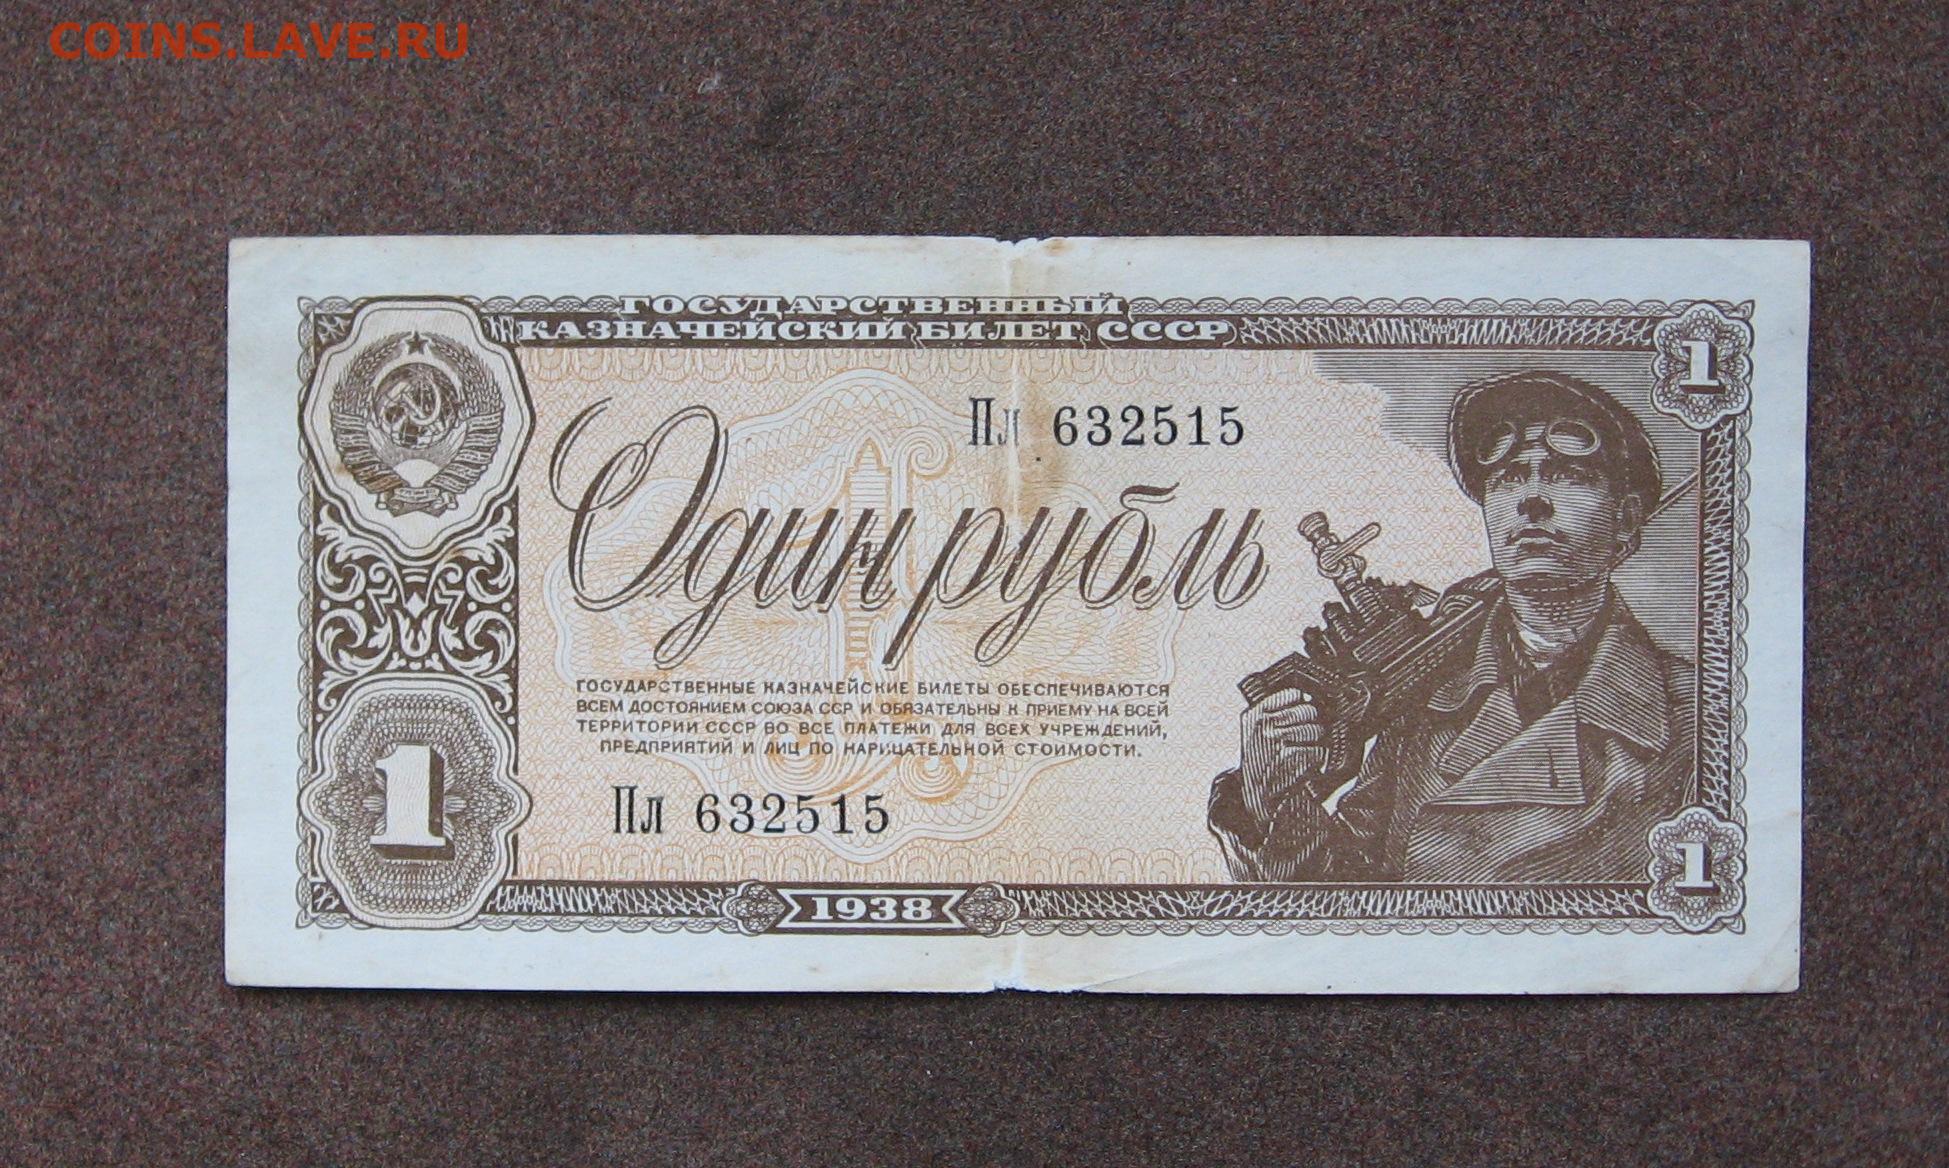 COINS.LAVE.RU
ГОСУДАРСТВЕННЫЙ
КАЗНАЧЕЙСКИЙ БИЛЕТ СССР
1
Пл 632515
Один рубль
ГОСУДАРСТВЕННЫЕ КАЗНАЧЕЙСКИЕ БИЛЕТЫ ОБЕСПЕЧИВАЮТСЯ
ВСЕМ ДОСТОЯНИЕМ СОЮЗА ССР И ОБЯЗАТЕЛЬНЫ К ПРИЕМУ НА ВСЕЙ
ТЕРРИТОРИИ СССР ВО ВСЕ ПЛАТЕЖИ ДЛЯ ВСЕХ УЧРЕЖДЕНИЙ,
ПРЕДПРИЯТИЙ И ЛИЦ ПО НАРИЦАТЕЛЬНОЙ СТОИМОСТИ.
1
Пл 632515
1
1938